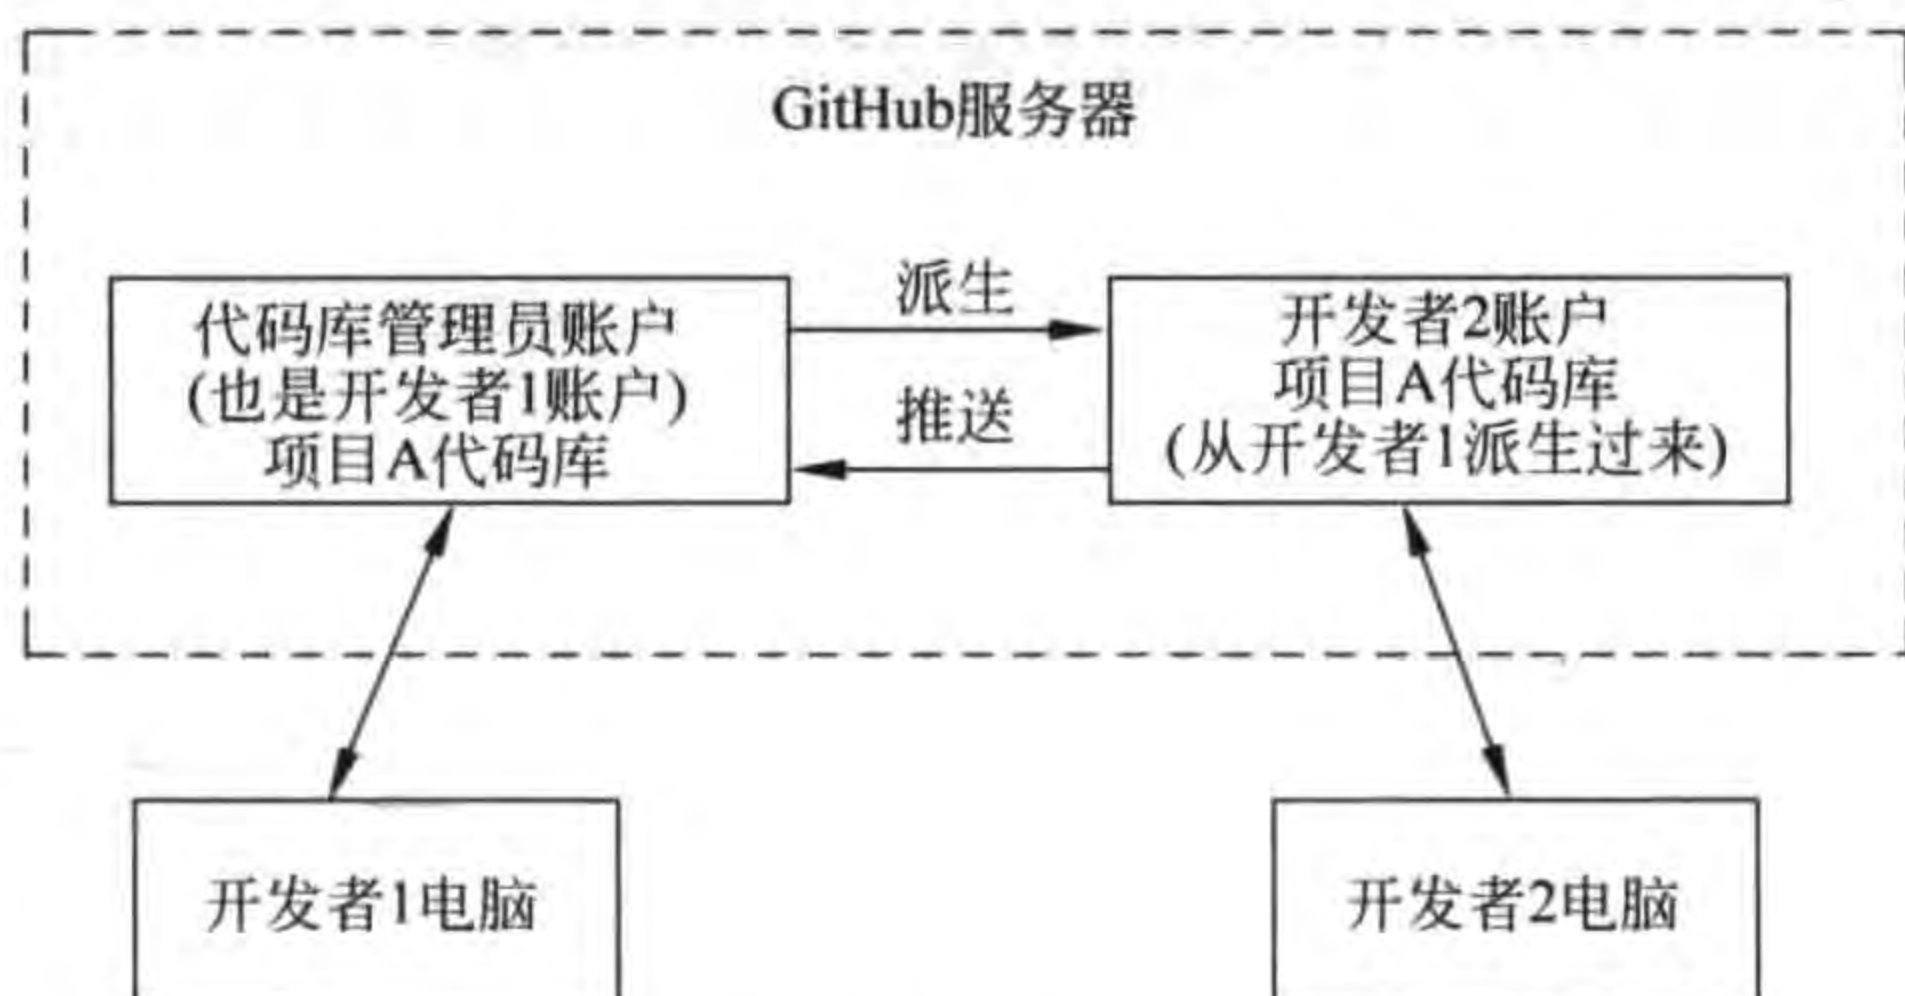 GitHub服务器
派生
代码库管理员账户
(也是开发者1账户)
项目A代码库
推送
开发者2账户
项目A代码库
(从开发者1派生过来)
开发者1电脑
开发者2电脑